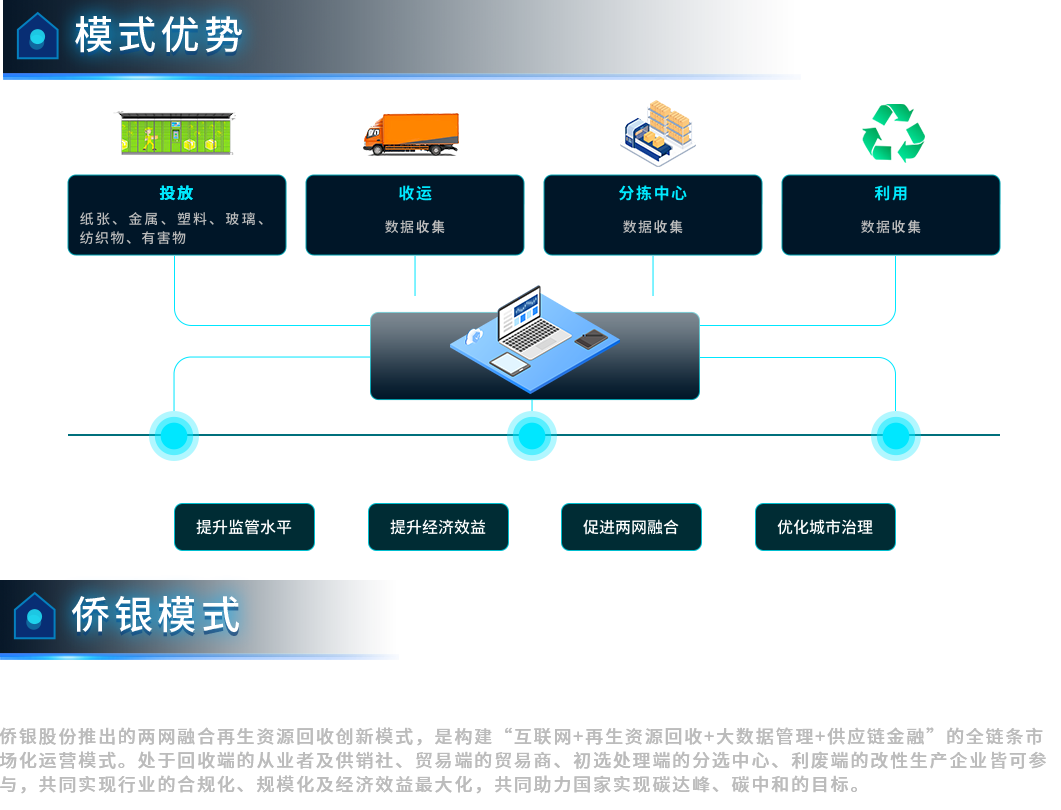 模式优势
投放
纸张、金属、塑料、玻璃、
纺织物、有害物
收运
数据收集
分拣中心
数据收集
利用
数据收集
提升监管水平
提升经济效益
促进两网融合
优化城市治理
侨银模式
侨银股份推出的两网融合再生资源回收创新模式，是构建“互联网+再生资源回收+大数据管理+供应链金融”的全链条市
场化运营模式。处于回收端的从业者及供销社、贸易端的贸易商、初选处理端的分选中心、利废端的改性生产企业皆可参
与，共同实现行业的合规化、规模化及经济效益最大化，共同助力国家实现碳达峰、碳中和的目标。